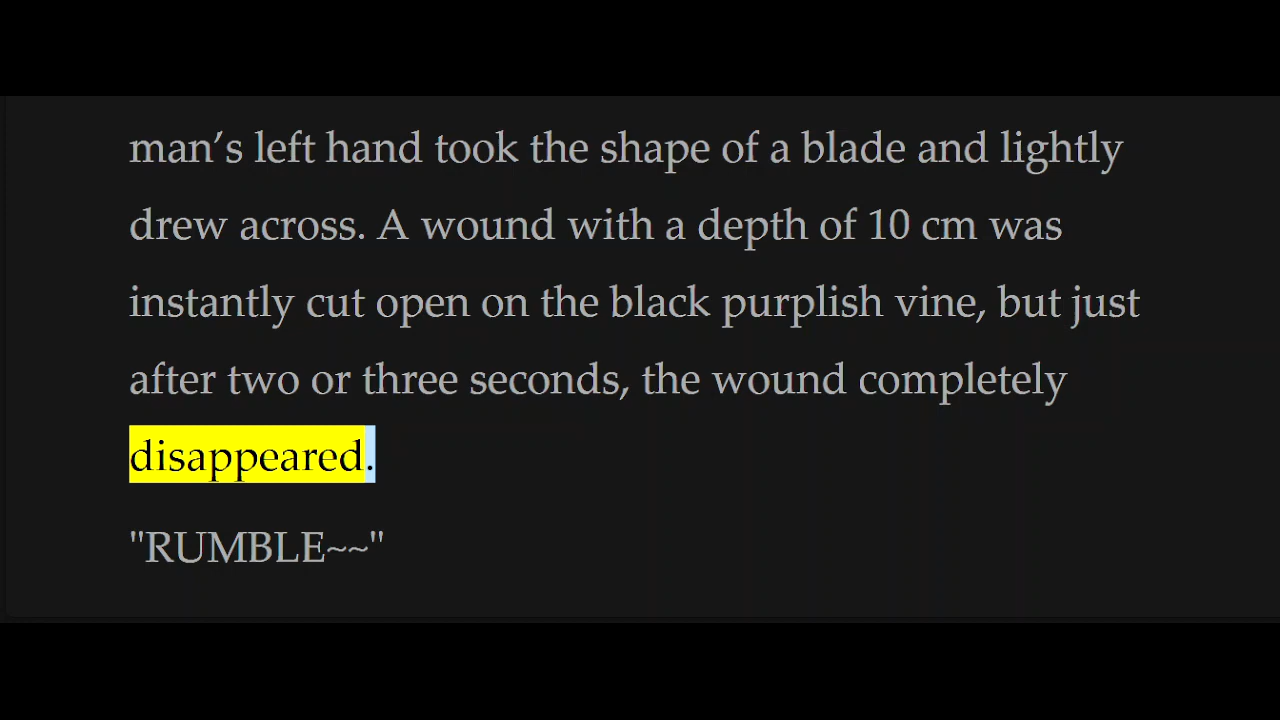 man’s left hand took the shape of a blade and lightly
drew across. A wound with a depth of 10 cm was
instantly cut open on the black purplish vine, but just
after two or three seconds, the wound completely
disappeared.
"RUMBLE~~"